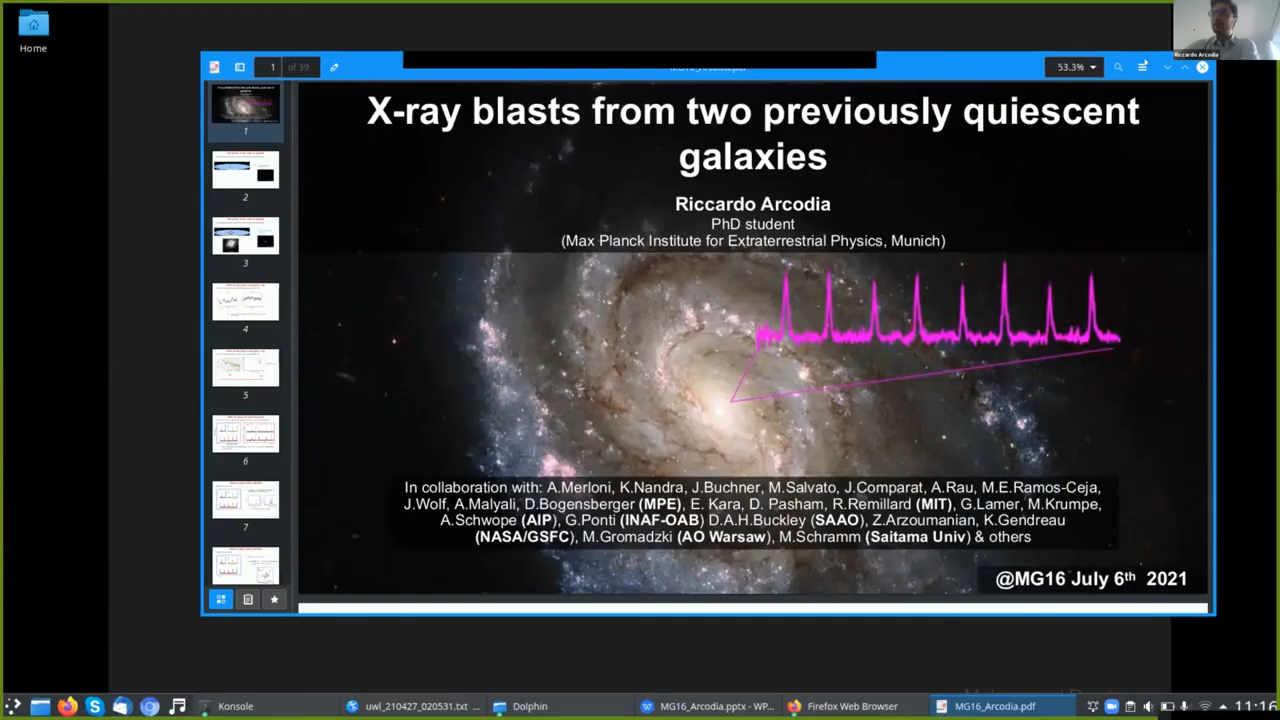 Home
Riccardo Arcodia
1 of 39
53.3%
X-ray blasts from two previously quiescent
galaxies
Riccardo Arcodia
PhD student
(Max Planck Institute for Extraterrestrial Physics, Munich)
In collaboration with: A.Merloni, K.Nandra, J.Buchner, M.Salvato, J.Comparat, A.Rau, M.E.Ramos-Ceja,
J.Wolf, A.Malyali, D.Bogensberger (MPE), E. Kara, D. Pasham, R.Remillard (MIT), G.Lamer, M.Krumpe,
A.Schwope (AIP), G.Ponti (INAF-OAB) D.A.H.Buckley (SAAO), Z.Arzoumanian, K.Gendreau
(NASA/GSFC), M.Gromadzki (AO Warsaw), M.Schramm (Saitama Univ) & others
@MG16 July 6th 2021
1
2
3
4
5
6
7
Konsole
uwl_210427_020531.txt ...
Dolphin
MG16_Arcodia.pptx - WP...
Firefox Web Browser
MG16_Arcodia.pdf
11:16